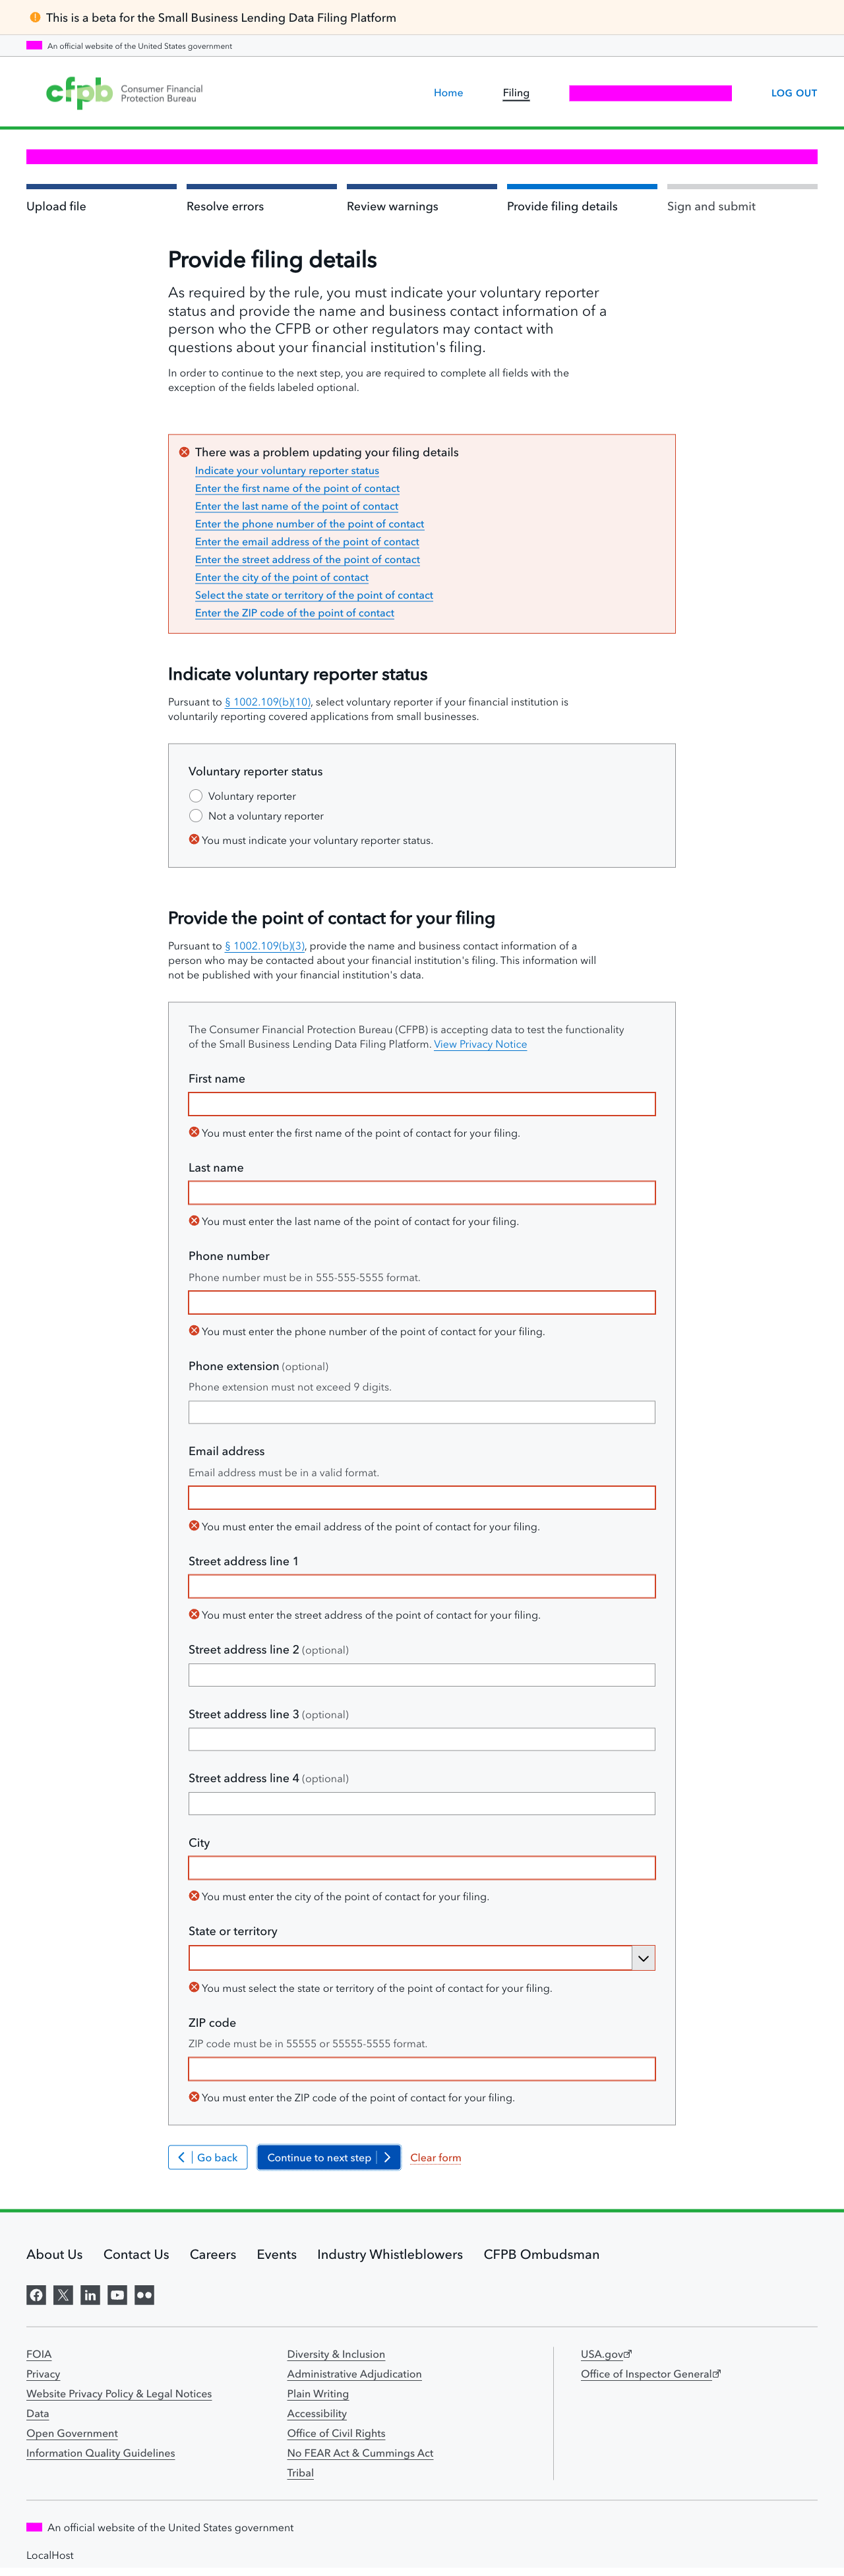 This is a beta for the Small Business Lending Data Filing Platform
An official website of the United States government
cfpb Consumer Financial
Protection Bureau
Home
Filing
LOG OUT
Upload file
Resolve errors
Review warnings
Provide filing details
Sign and submit
Provide filing details
As required by the rule, you must indicate your voluntary reporter
status and provide the name and business contact information of a
person who the CFPB or other regulators may contact with
questions about your financial institution's filing.
In order to continue to the next step, you are required to complete all fields with the
exception of the fields labeled optional.
There was a problem updating your filing details
Indicate your voluntary reporter status
Enter the first name of the point of contact
Enter the last name of the point of contact
Enter the phone number of the point of contact
Enter the email address of the point of contact
Enter the street address of the point of contact
Enter the city of the point of contact
Select the state or territory of the point of contact
Enter the ZIP code of the point of contact
Indicate voluntary reporter status
Pursuant to § 1002.109(b)(10), select voluntary reporter if your financial institution is
voluntarily reporting covered applications from small businesses.
Voluntary reporter status
Voluntary reporter
Not a voluntary reporter
You must indicate your voluntary reporter status.
Provide the point of contact for your filing
Pursuant to § 1002.109(b)(3), provide the name and business contact information of a
person who may be contacted about your financial institution's filing. This information will
not be published with your financial institution's data.
The Consumer Financial Protection Bureau (CFPB) is accepting data to test the functionality
of the Small Business Lending Data Filing Platform. View Privacy Notice
First name
You must enter the first name of the point of contact for your filing.
Last name
You must enter the last name of the point of contact for your filing.
Phone number
Phone number must be in 555-555-5555 format.
You must enter the phone number of the point of contact for your filing.
Phone extension (optional)
Phone extension must not exceed 9 digits.
Email address
Email address must be in a valid format.
You must enter the email address of the point of contact for your filing.
Street address line 1
You must enter the street address of the point of contact for your filing.
Street address line 2 (optional)
Street address line 3 (optional)
Street address line 4 (optional)
City
You must enter the city of the point of contact for your filing.
State or territory
You must select the state or territory of the point of contact for your filing.
ZIP code
ZIP code must be in 55555 or 55555-5555 format.
You must enter the ZIP code of the point of contact for your filing.
Go back
Continue to next step
Clear form
About Us
Contact Us
Careers
Events
Industry Whistleblowers
CFPB Ombudsman
FOIA
Privacy
Website Privacy Policy & Legal Notices
Data
Open Government
Information Quality Guidelines
Diversity & Inclusion
Administrative Adjudication
Plain Writing
Accessibility
Office of Civil Rights
No FEAR Act & Cummings Act
Tribal
USA.gov
Office of Inspector General
An official website of the United States government
LocalHost